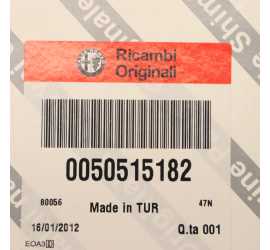 Ricambi
Originali
0050515182
80056
47N
Made in TUR
16/01/2012
Q.ta 001
EOA3